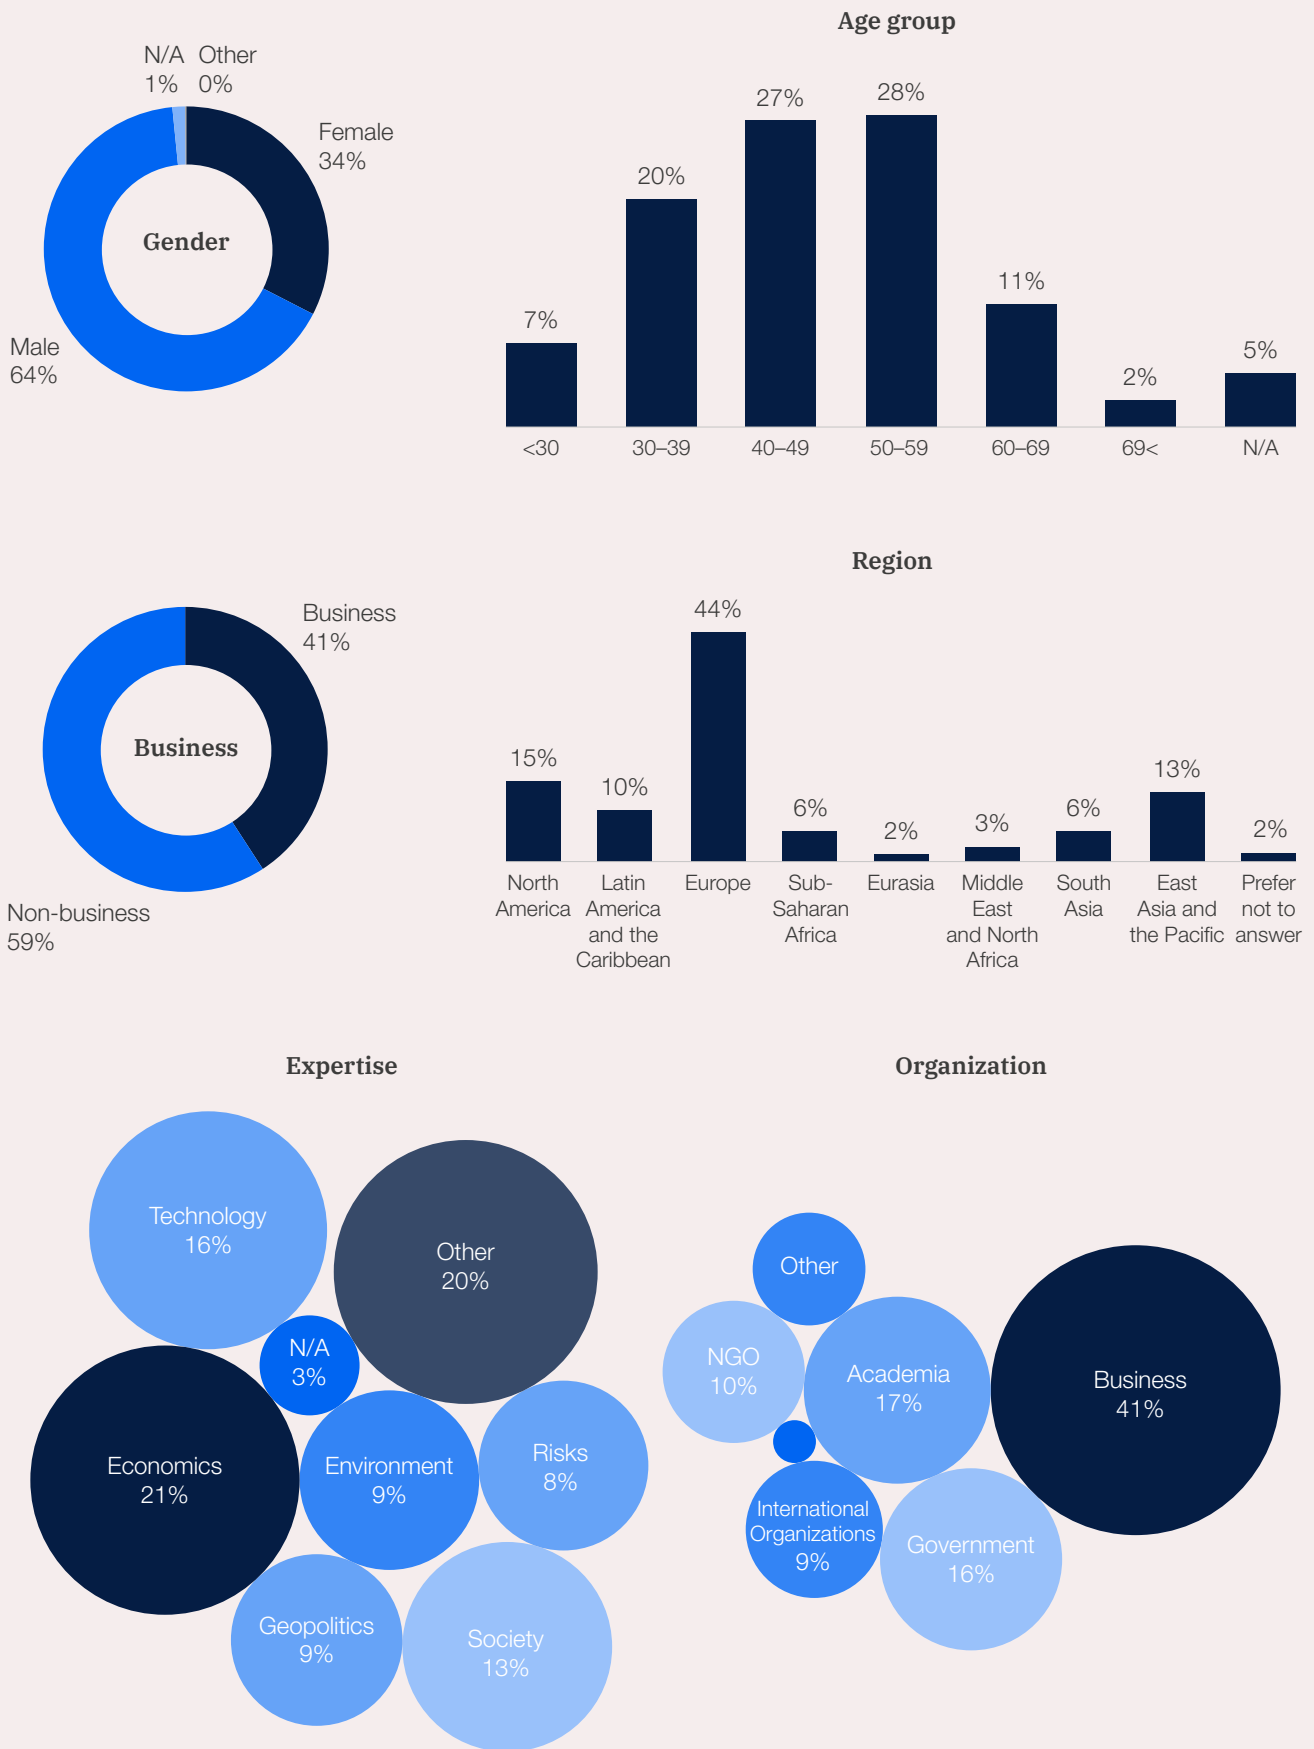 Age group
N/A Other
1% 0%
Female
34%
Gender
Male
64%
7%
20%
27%
28%
11%
2%
5%
<30
30–39
40–49
50–59
60–69
69<
N/A
Region
Business
41%
Business
Non-business
59%
15%
10%
44%
6%
2%
3%
6%
13%
2%
North
America
Latin
America
and the
Caribbean
Europe
Sub-
Saharan
Africa
Eurasia
Middle
East
and North
Africa
South
Asia
East
Asia and
the Pacific
Prefer
not to
answer
Expertise
Technology
16%
Other
20%
N/A
3%
Economics
21%
Environment
9%
Risks
8%
Geopolitics
9%
Society
13%
Organization
Other
NGO
10%
Academia
17%
Business
41%
International
Organizations
9%
Government
16%